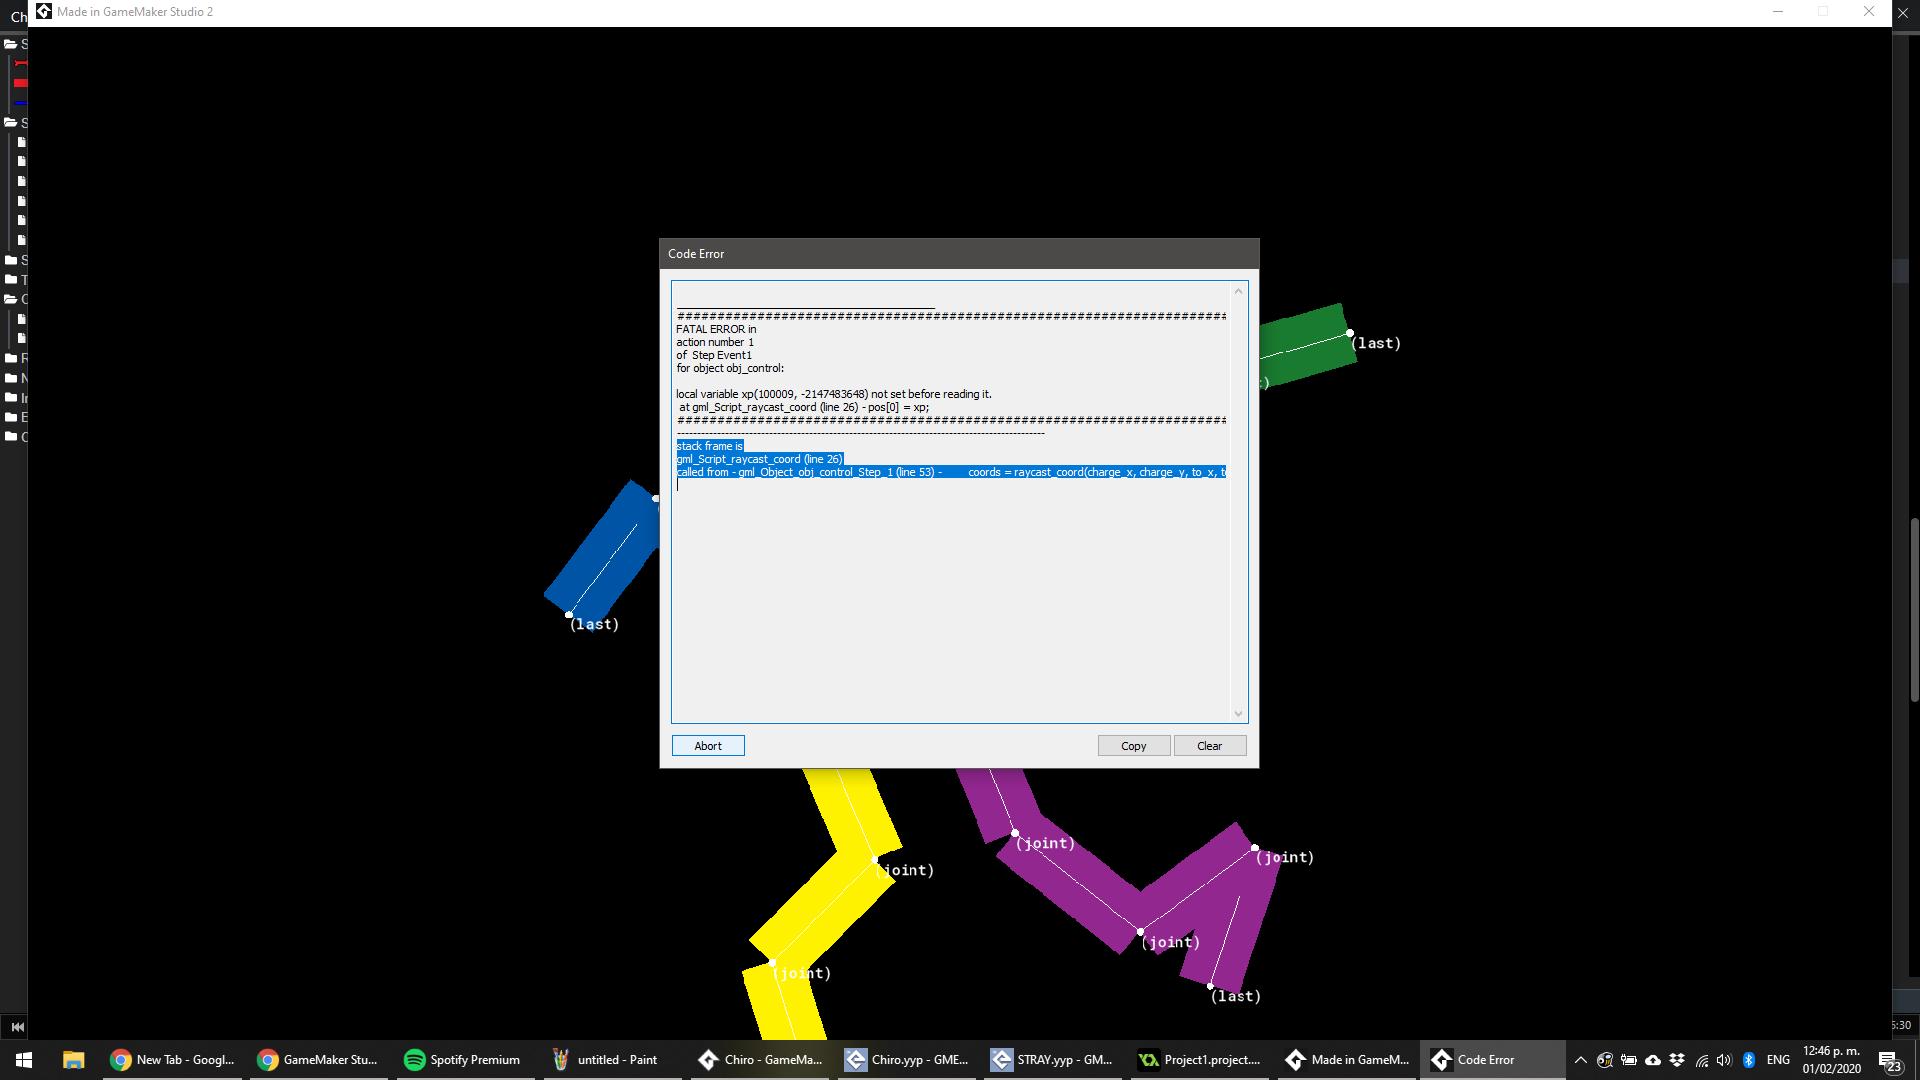 Made in GameMaker Studio 2
Code Error
################################################################
FATAL ERROR in
action number 1
of Step Event1
for object obj_control:
local variable xp(100009, -2147483648) not set before reading it.
at gml_Script_raycast_coord (line 26) - pos[0] = xp;
################################################################
stack frame is
gml_Script_raycast_coord (line 26)
called from - gml_Object_obj_control_Step_1 (line 53) - coords = raycast_coord(charge_x, charge_y, to_x,
Abort
Copy
Clear
(last)
(last)
(joint)
(joint)
(joint)
(joint)
(joint)
(last)
New Tab - Googl...
GameMaker Stu...
Spotify Premium
untitled - Paint
Chiro - GameMa...
Chiro.yyp - GME...
STRAY.yyp - GM...
Project1.project....
Made in GameM...
Code Error
ENG
12:46 p. m.
01/02/2020
23